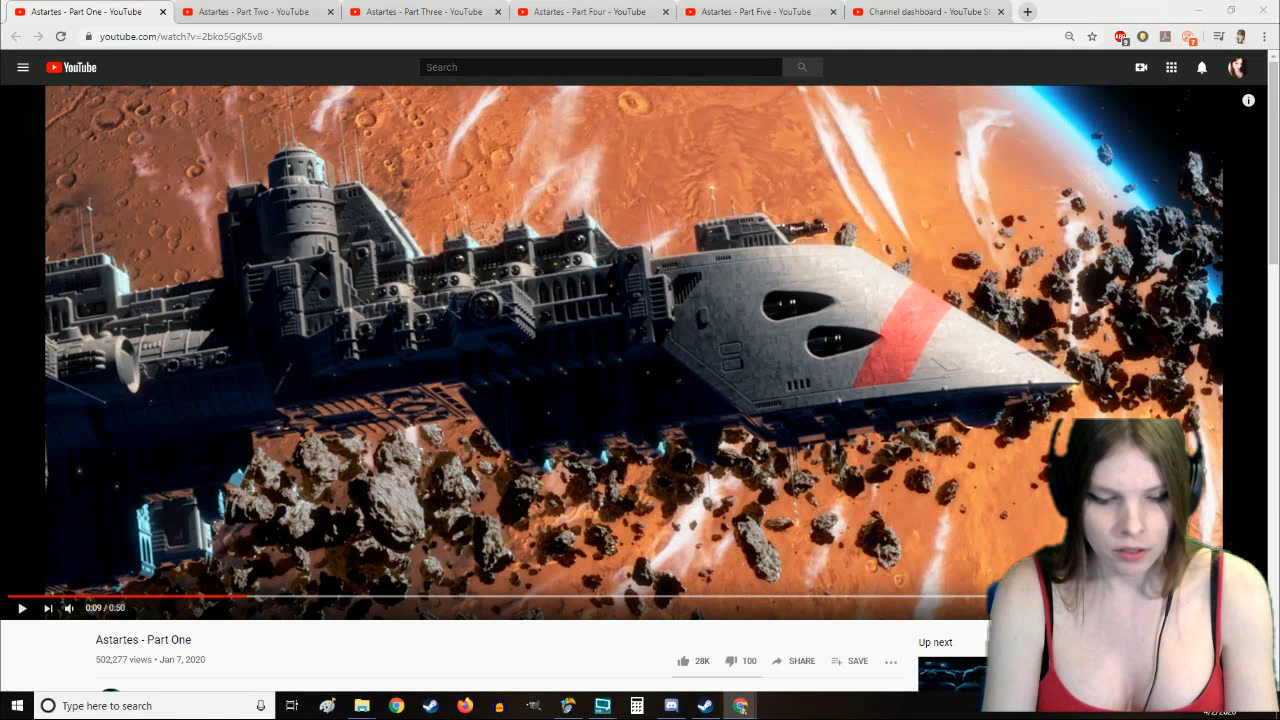 Astartes - Part One - YouTube
Astartes - Part Two - YouTube
Astartes - Part Three - YouTube
Astartes - Part Four - YouTube
Astartes - Part Five - YouTube
Channel dashboard - YouTube St
youtube.com/watch?v=2bko5GgK5v8
9
7
YouTube
Search
0:09 / 0:50
Astartes - Part One
502,277 views • Jan 7, 2020
28K
100
SHARE
SAVE
Up next
Type here to search